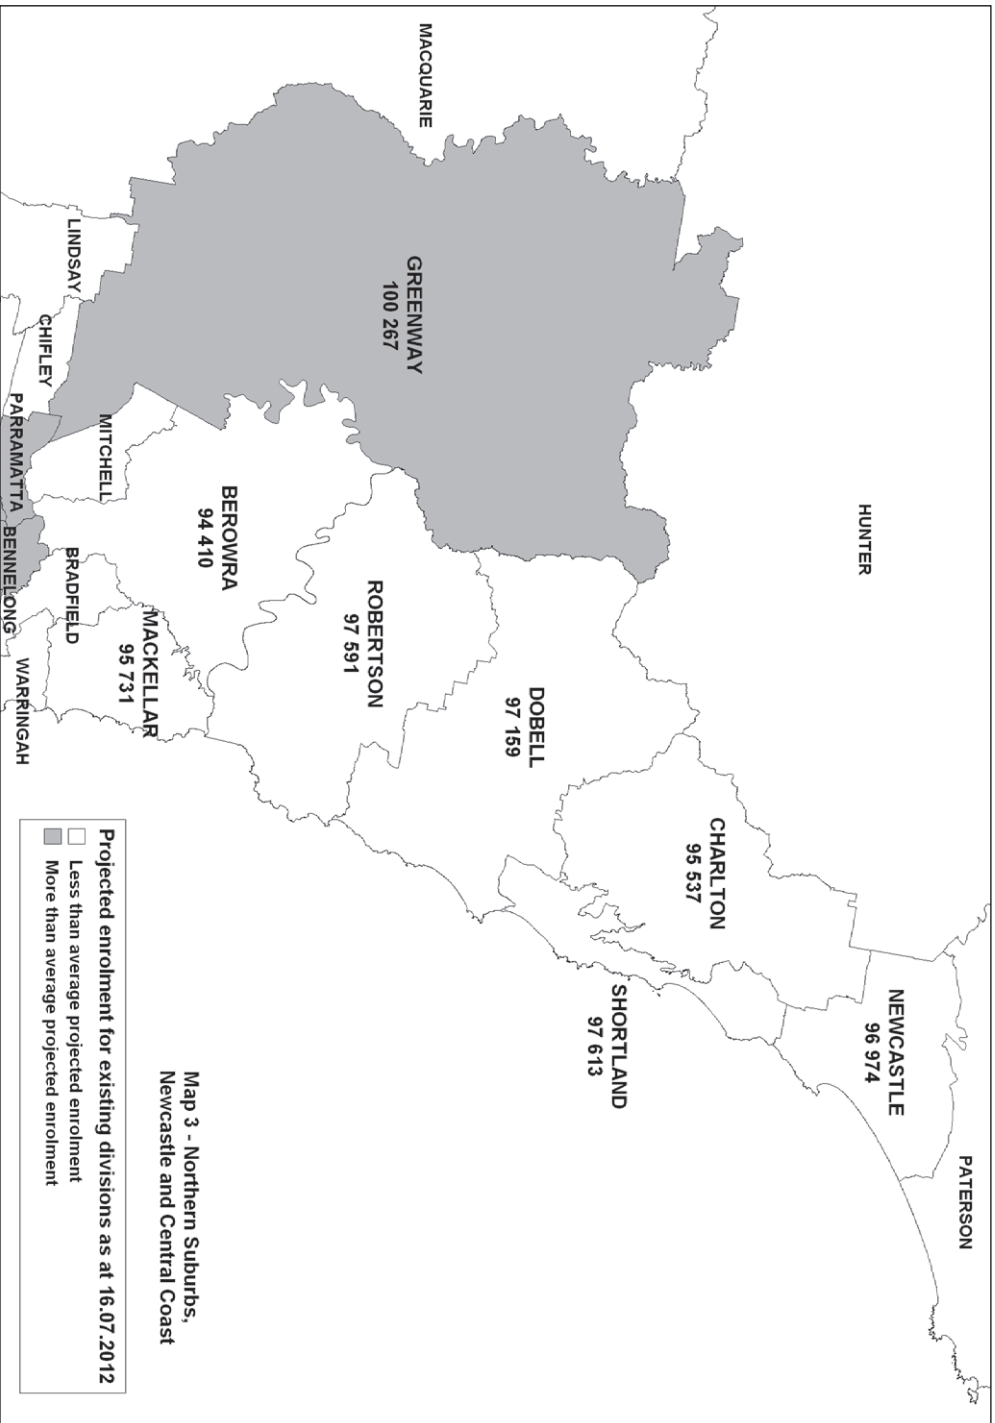 HUNTER
PATERSON
NEWCASTLE
96 974
CHARLTON
95 537
SHORTLAND
97 613
DOBELL
97 159
MACQUARIE
GREENWAY
100 267
ROBERTSON
97 591
BEROWRA
94 410
MACKELLAR
95 731
MITCHELL
LINDSAY
CHIFLEY
PARRAMATTA
BENNELONG
BRADFIELD
WARRINGAH
Map 3 - Northern Suburbs,
Newcastle and Central Coast
Projected enrolment for existing divisions as at 16.07.2012
Less than average projected enrolment
More than average projected enrolment